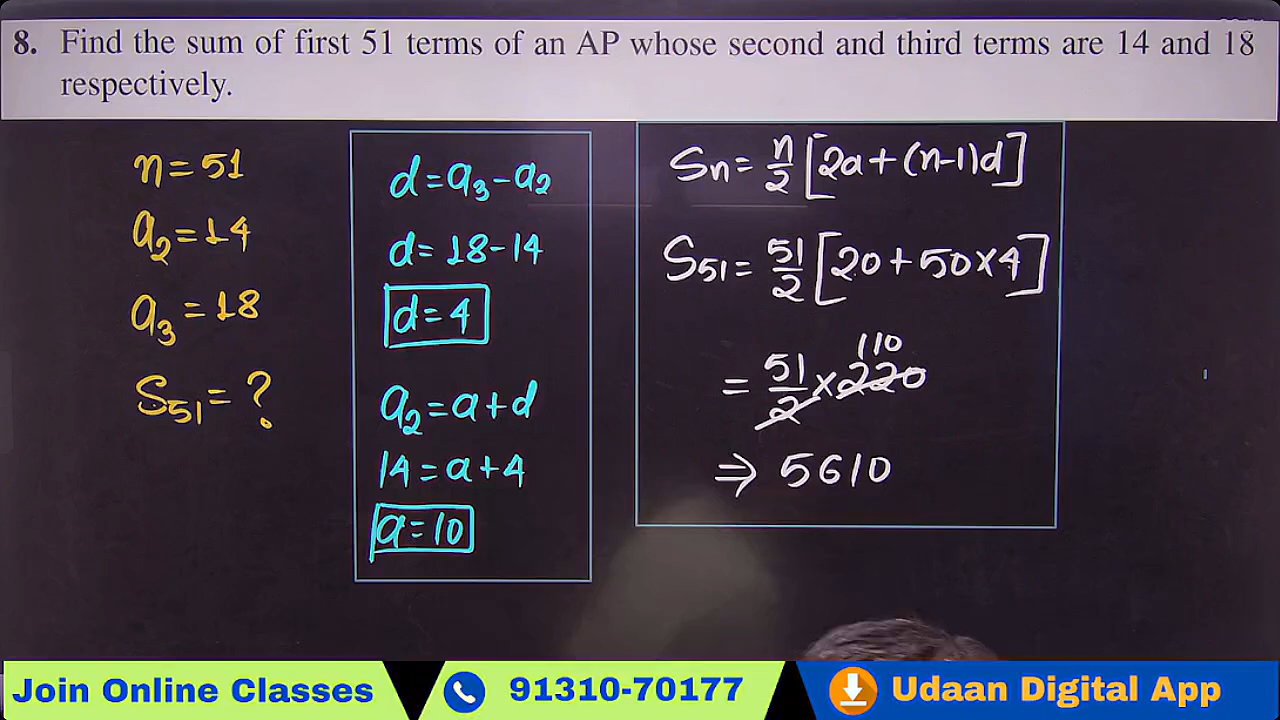 8. Find the sum of first 51 terms of an AP whose second and third terms are 14 and 18
respectively.
n = 51
a₂ = 14
a₃ = 18
S₅₁ = ?
d = a₃ - a₂
d = 18 - 14
d = 4
a₂ = a + d
14 = a + 4
a = 10
Sn = n/2 [2a + (n-1)d]
S₅₁ = 51/2 [20 + 50 × 4]
= 51/2 × 220 110
⇒ 5610
Join Online Classes
91310-70177
Udaan Digital App